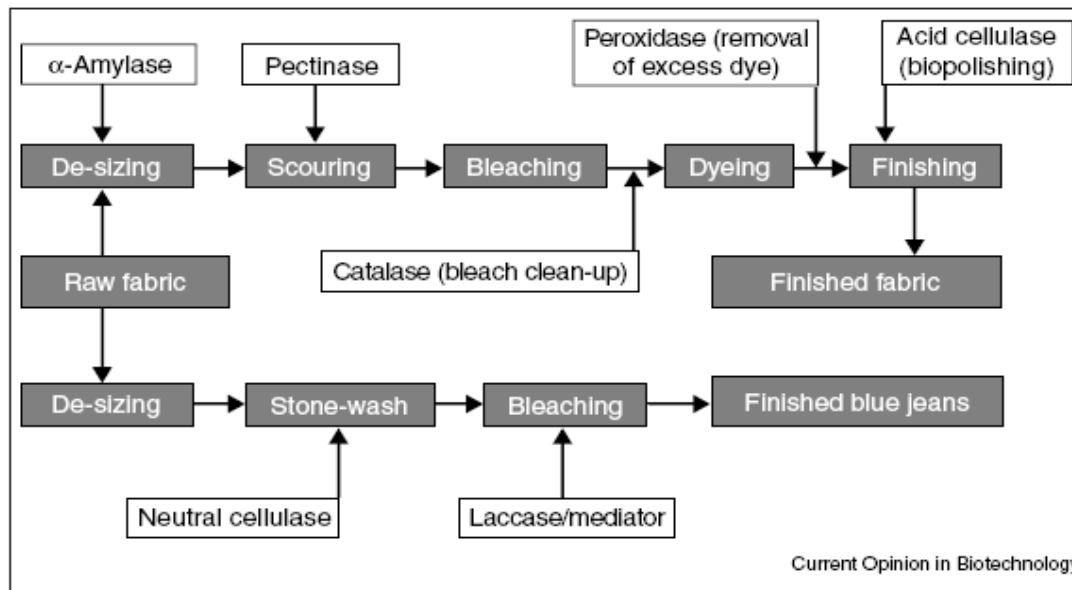 α-Amylase
Pectinase
Peroxidase (removal
of excess dye)
Acid cellulase
(biopolishing)
De-sizing
Scouring
Bleaching
Dyeing
Finishing
Catalase (bleach clean-up)
Raw fabric
Finished fabric
De-sizing
Stone-wash
Bleaching
Finished blue jeans
Neutral cellulase
Laccase/mediator
Current Opinion in Biotechnology